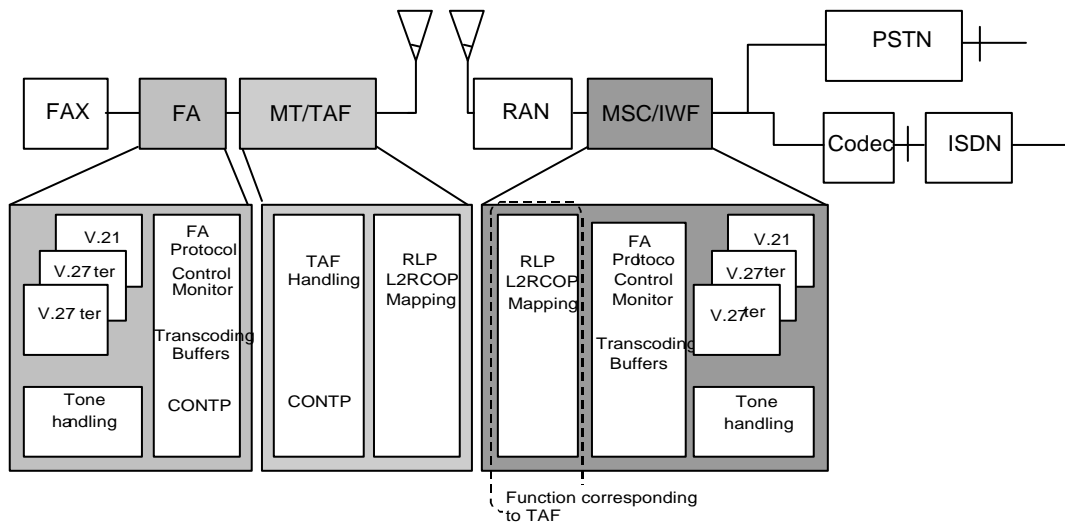 PSTN
FAX
FA
MT/TAF
RAN
MSC/IWF
Codec
ISDN
V.21
V.27 ter
V.27 ter
Tone
handling
FA
Protocol
Control
Monitor
Transcoding
Buffers
CONTP
TAF
Handling
CONTP
RLP
L2RCOP
Mapping
RLP
L2RCOP
Mapping
FA
Protoco
Control
Monitor
Transcoding
Buffers
V.21
V.27ter
V.27ter
Tone
handling
Function corresponding
to TAF